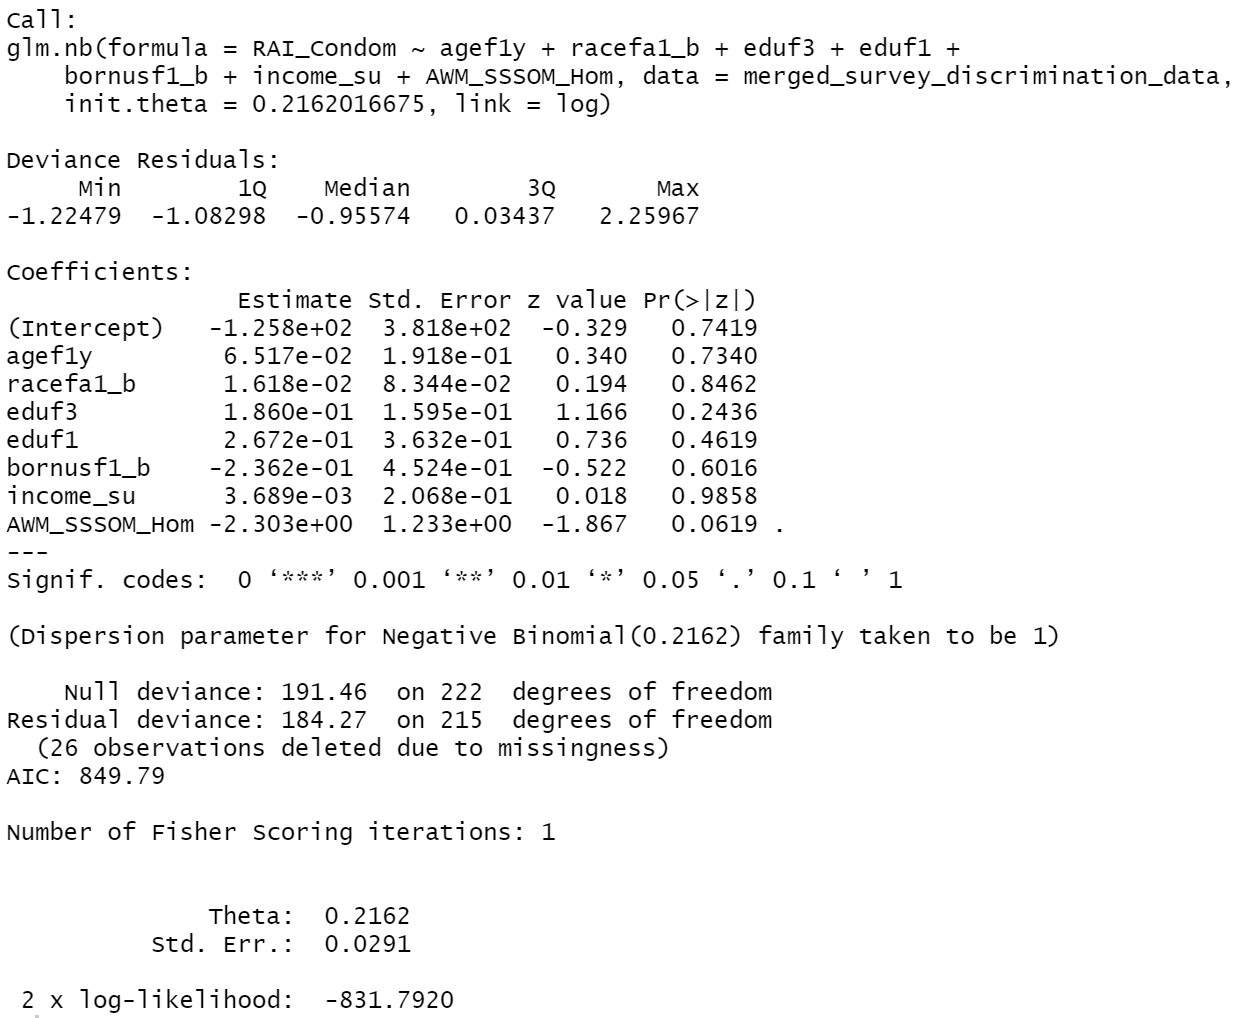 Call:
glm.nb(formula = RAI_Condom ~ agef1y + racefa1_b + eduf3 + eduf1 +
    bornusf1_b + income_su + AWM_SSSOM_Hom, data = merged_survey_discrimination_data,
    init.theta = 0.2162016675, link = log)

Deviance Residuals:
     Min        1Q    Median        3Q       Max
-1.22479  -1.08298  -0.95574   0.03437   2.25967

Coefficients:
                Estimate Std. Error z value Pr(>|z|)
(Intercept)   -1.258e+02  3.818e+02  -0.329   0.7419
agef1y         6.517e-02  1.918e-01   0.340   0.7340
racefa1_b      1.618e-02  8.344e-02   0.194   0.8462
eduf3          1.860e-01  1.595e-01   1.166   0.2436
eduf1          2.672e-01  3.632e-01   0.736   0.4619
bornusf1_b    -2.362e-01  4.524e-01  -0.522   0.6016
income_su      3.689e-03  2.068e-01   0.018   0.9858
AWM_SSSOM_Hom -2.303e+00  1.233e+00  -1.867   0.0619 .
---
Signif. codes:  0 ‘***’ 0.001 ‘**’ 0.01 ‘*’ 0.05 ‘.’ 0.1 ‘ ’ 1

(Dispersion parameter for Negative Binomial(0.2162) family taken to be 1)

    Null deviance: 191.46  on 222  degrees of freedom
Residual deviance: 184.27  on 215  degrees of freedom
  (26 observations deleted due to missingness)
AIC: 849.79

Number of Fisher Scoring iterations: 1


              Theta:  0.2162
          Std. Err.:  0.0291

 2 x log-likelihood:  -831.7920